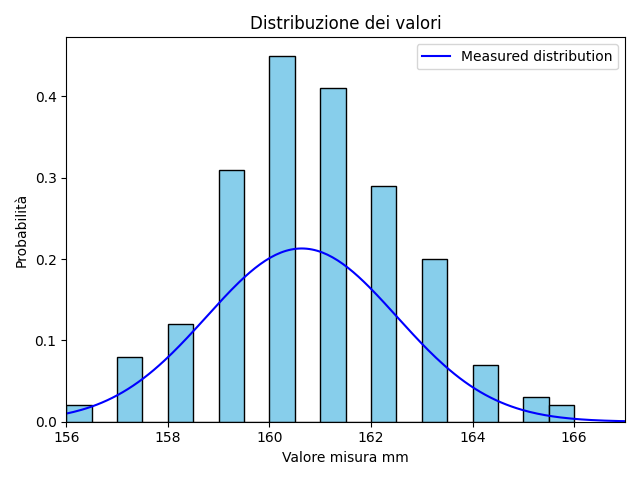 Distribuzione dei valori
Measured distribution
Probabilità
0.4
0.3
0.2
0.1
0.0
156 158 160 162 164 166
Valore misura mm